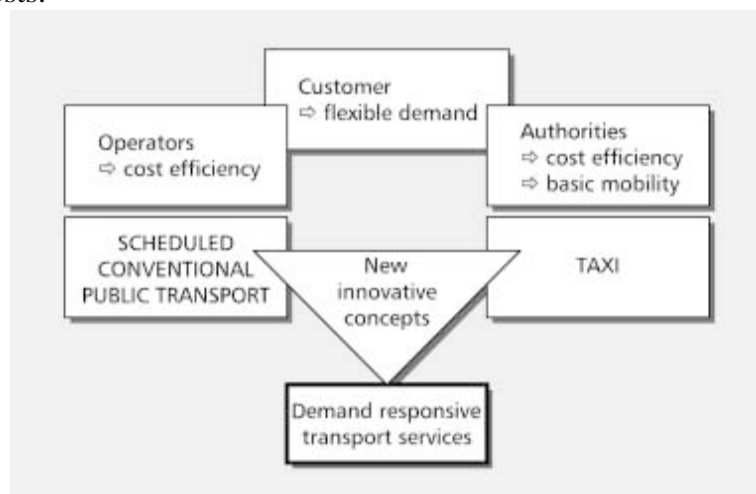 Customer
⇨ flexible demand
Operators
⇨ cost efficiency
Authorities
⇨ cost efficiency
⇨ basic mobility
SCHEDULED
CONVENTIONAL
PUBLIC TRANSPORT
New
innovative
concepts
TAXI
Demand responsive
transport services